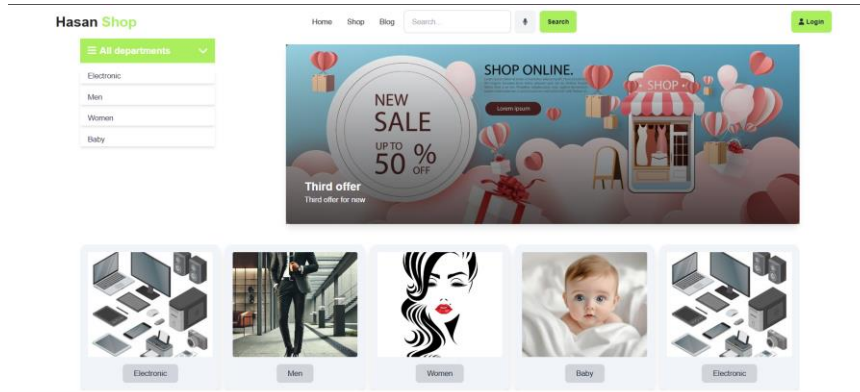 Hasan Shop
Home Shop Blog Search... Search Login
All departments
Electronic
Men
Women
Baby
SHOP ONLINE.
Lorem ipsum
SHOP
NEW
SALE
UP TO
50 %
OFF
Third offer
Third offer for new
Electronic Men Women Baby Electronic